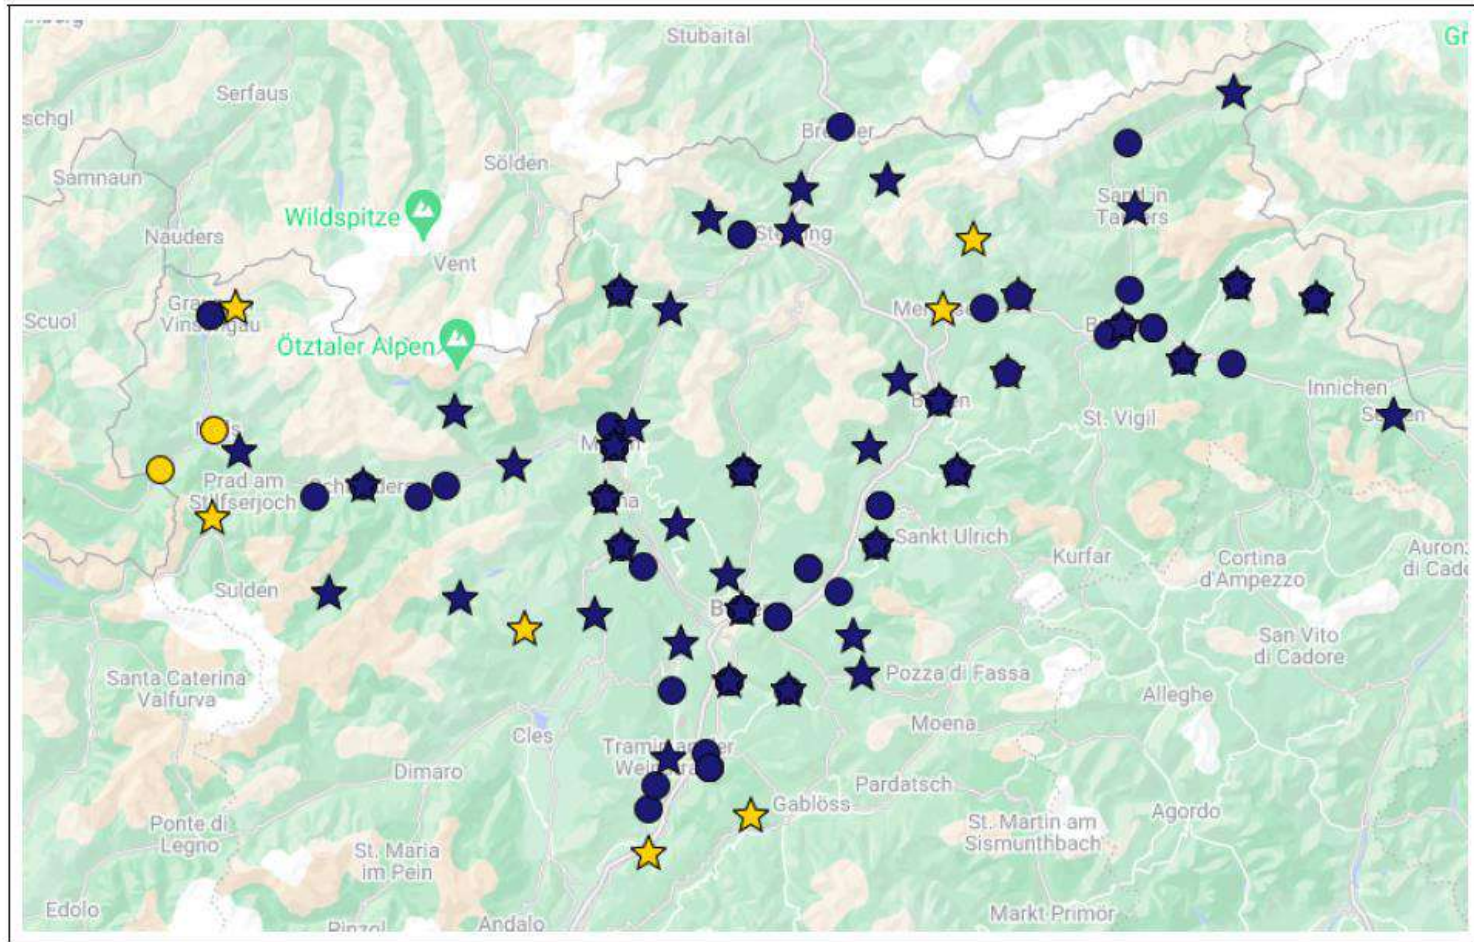 Stubaital
Gr
Serfaus
schgl
Sölden
Samnaun
Wildspitze
Nauders
Vent
Scuol
Ötztaler Alpen
Innichen
St. Vigil
Prad am
Stilfserjoch
Sankt Ulrich
Kurfar
Cortina
d'Ampezzo
Sulden
San Vito
di Cadore
Santa Caterina
Valfurva
Pozza di Fassa
Alleghe
Moena
Cles
Dimaro
Pardatsch
Gablöss
Agordo
Ponte di
Legno
St. Martin am
Sismunthbach
St. Maria
im Pein
Edolo
Andalo
Markt Primör